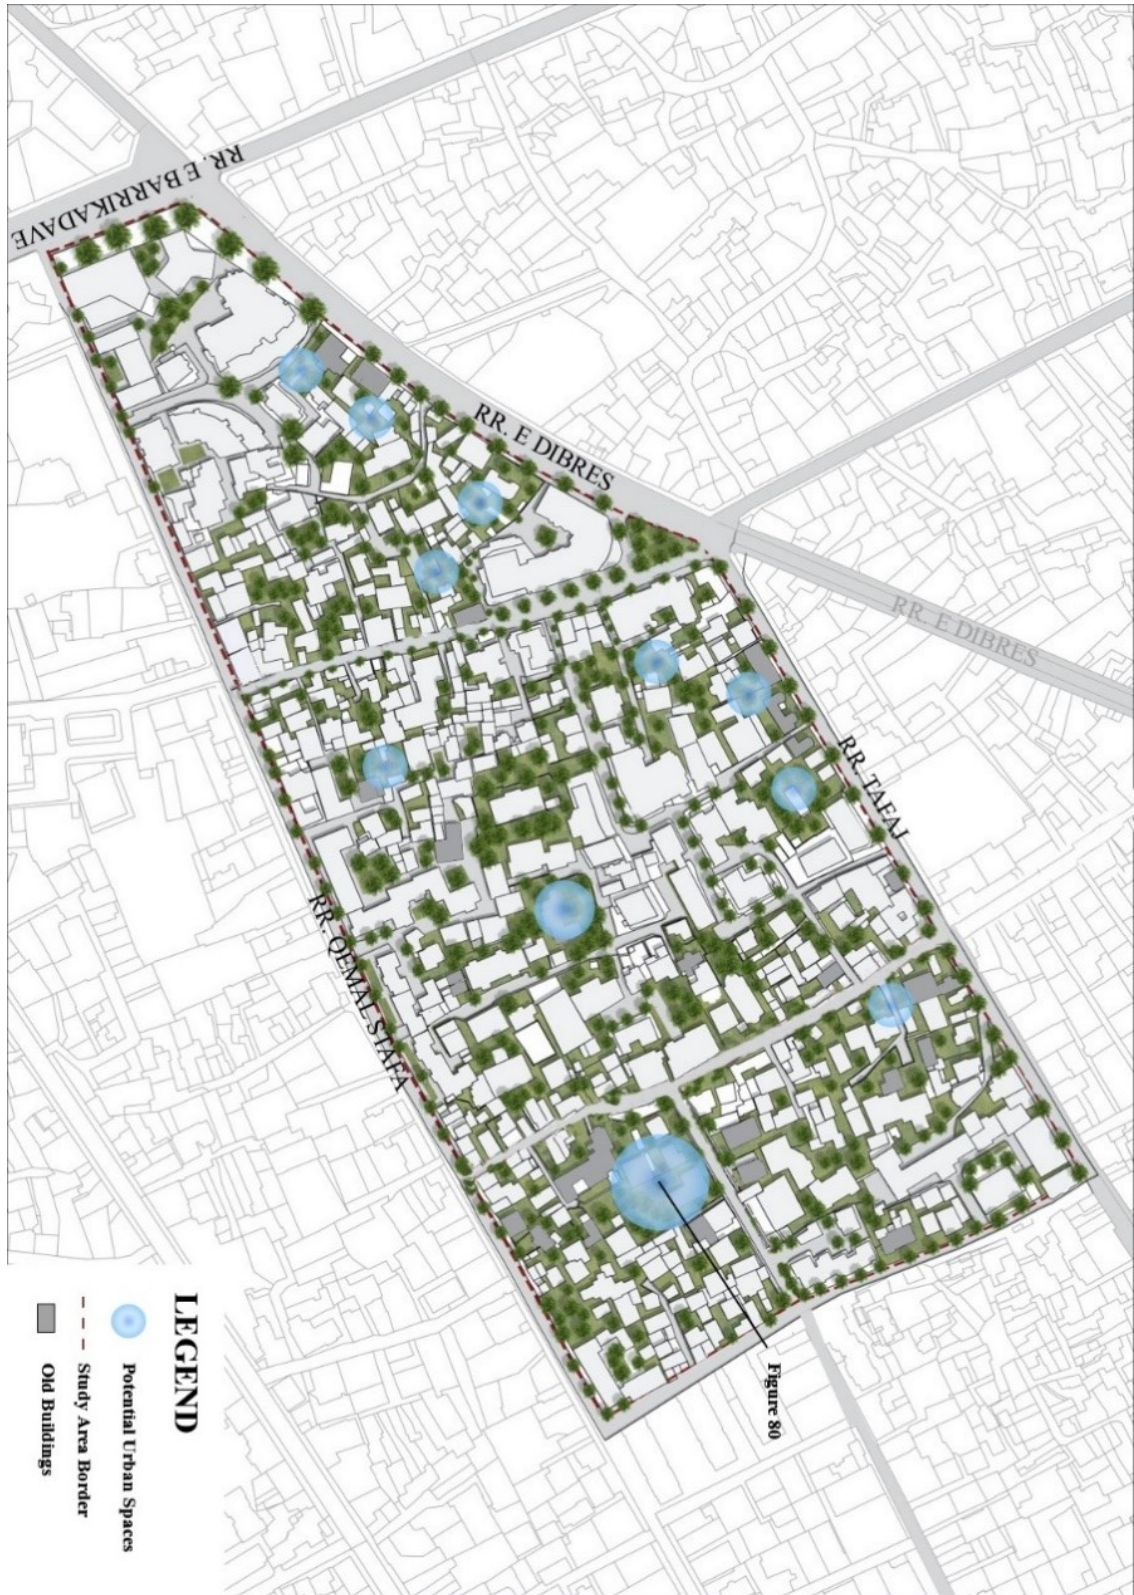 RR. E BARRIKADAVE
RR. E DIBRES
RR. E DIBRES
RR. TAFAJ
RR. QEMAL STAFA
Figure 80
LEGEND
Potential Urban Spaces
Study Area Border
Old Buildings